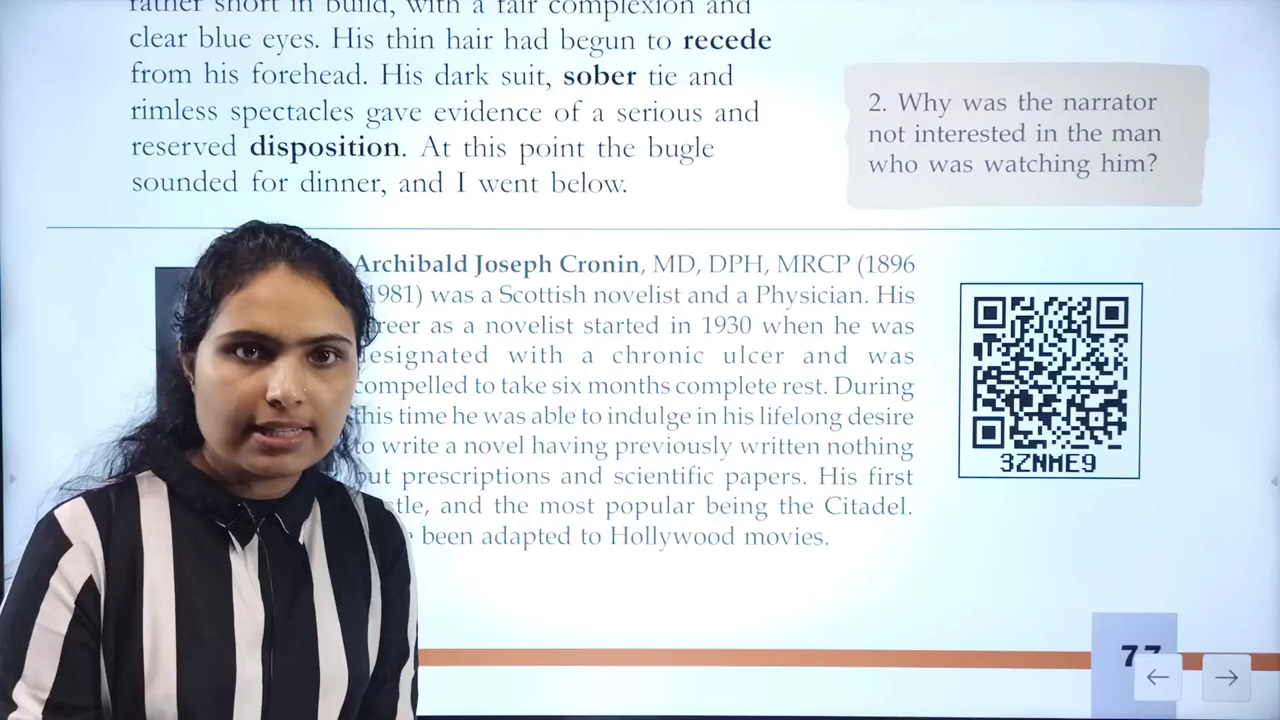 rather short in build, with a fair complexion and
clear blue eyes. His thin hair had begun to recede
from his forehead. His dark suit, sober tie and
rimless spectacles gave evidence of a serious and
reserved disposition. At this point the bugle
sounded for dinner, and I went below.
2. Why was the narrator
not interested in the man
who was watching him?
Archibald Joseph Cronin, MD, DPH, MRCP (1896
1981) was a Scottish novelist and a Physician. His
as a novelist started in 1930 when he was
designated with a chronic ulcer and was
compelled to take six months complete rest. During
this time he was able to indulge in his lifelong desire
to write a novel having previously written nothing
but prescriptions and scientific papers. His first
and the most popular being the Citadel.
been adapted to Hollywood movies.
3ZNME9
77